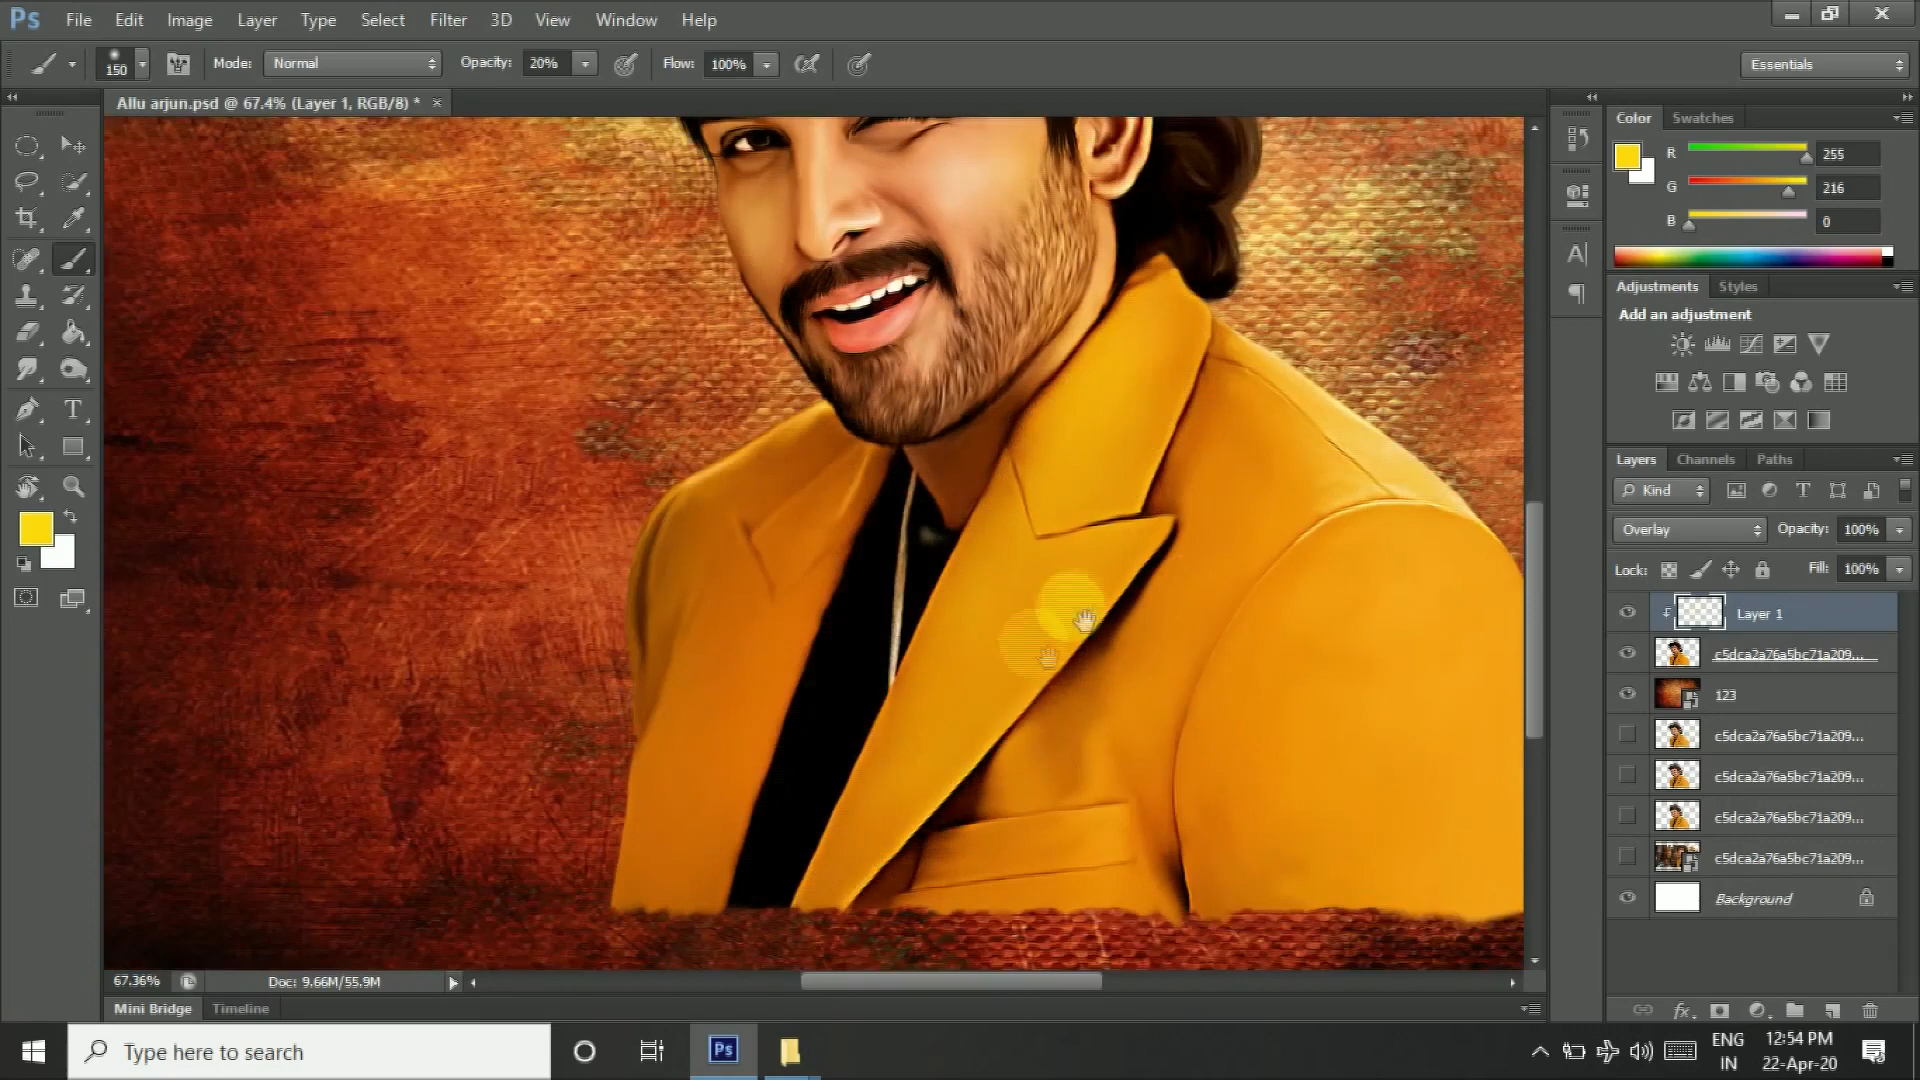 Ps File Edit Image Layer Type Select Filter 3D View Window Help
150 Mode: Normal Opacity: 20% Flow: 100% Essentials
Allu arjun.psd @ 67.4% (Layer 1, RGB/8) * ×
Color Swatches
R 255
G 216
B 0
Adjustments Styles
Add an adjustment
Layers Channels Paths
Kind T
Overlay Opacity: 100%
Lock: Fill: 100%
Layer 1
c5dca2a76a5bc71a209...
123
c5dca2a76a5bc71a209...
c5dca2a76a5bc71a209...
c5dca2a76a5bc71a209...
c5dca2a76a5bc71a209...
Background
67.36% Doc: 9.66M/55.9M
Mini Bridge Timeline
fx
Type here to search
Ps
ENG
IN
12:54 PM
22-Apr-20